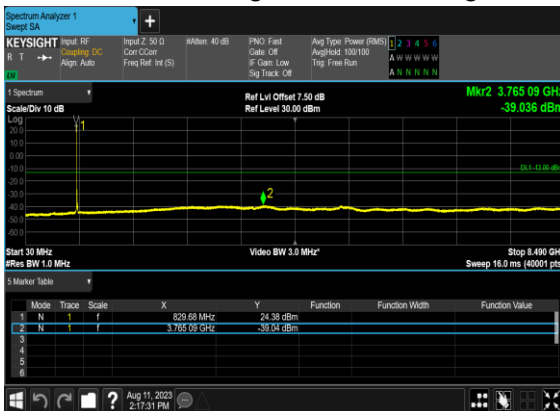 Spectrum Analyzer 1
Swept SA
+
KEYSIGHT Input: RF Input Z: 50 Ω #Atten: 40 dB PNO: Fast Avg Type: Power (RMS) 1 2 3 4 5 6
R T Coupling: DC Corr CCorr Gate: Off Avg|Hold: 100/100 A W W W W W
Align: Auto Freq Ref: Int (S) IF Gain: Low Trig: Free Run
LV Sig Track: Off A N N N N N
1 Spectrum Ref Lvl Offset 7.50 dB Mkr2 3.765 09 GHz
Scale/Div 10 dB Ref Level 30.00 dBm -39.036 dBm
Log
20.0
10.0
0.00
-10.0
DL1 -13.00 dBm
-20.0
-30.0
-40.0
-50.0
-60.0
1
2
Start 30 MHz Video BW 3.0 MHz* Stop 8.490 GHz
#Res BW 1.0 MHz Sweep 16.0 ms (40001 pts)
5 Marker Table
Mode Trace Scale X Y Function Function Width Function Value
1 N 1 f 829.68 MHz 24.38 dBm
2 N 1 f 3.765 09 GHz -39.04 dBm
3
4
5
6
? Aug 11, 2023
2:17:31 PM